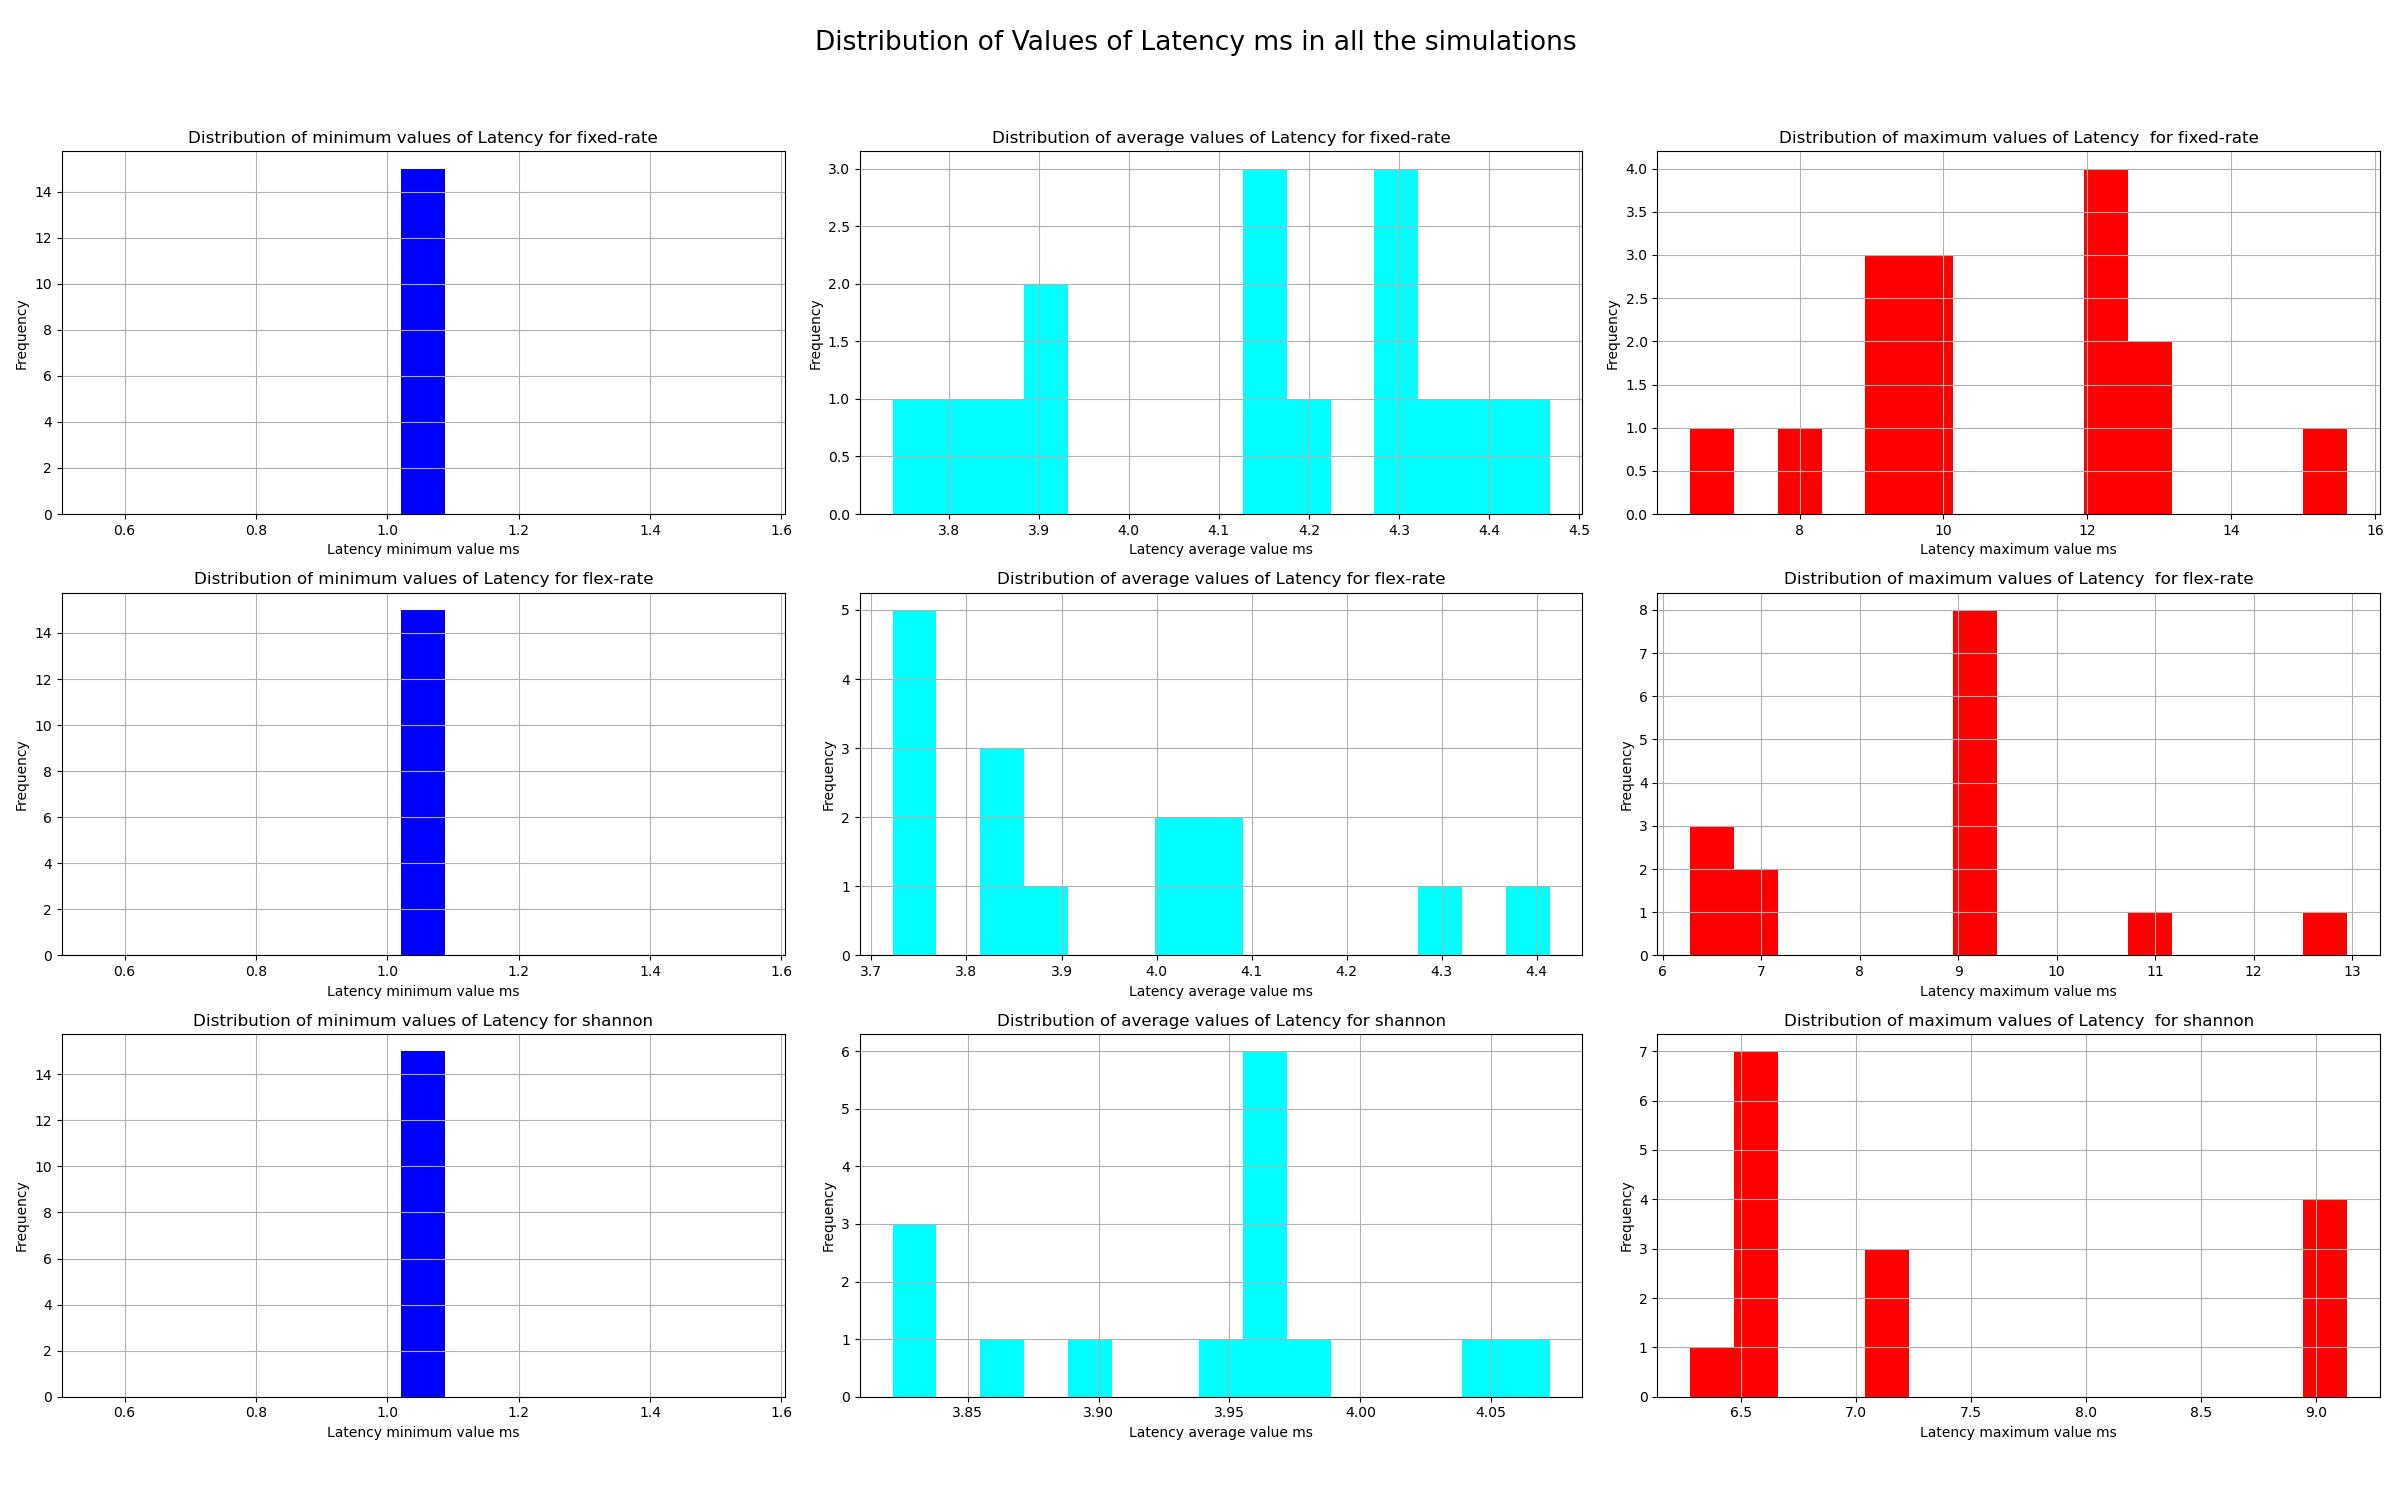 Distribution of Values of Latency ms in all the simulations
Distribution of minimum values of Latency for fixed-rate
Frequency
14
12
10
8
6
4
2
0
0.6 0.8 1.0 1.2 1.4 1.6
Latency minimum value ms
Distribution of average values of Latency for fixed-rate
Frequency
3.0
2.5
2.0
1.5
1.0
0.5
0.0
3.8 3.9 4.0 4.1 4.2 4.3 4.4 4.5
Latency average value ms
Distribution of maximum values of Latency  for fixed-rate
Frequency
4.0
3.5
3.0
2.5
2.0
1.5
1.0
0.5
0.0
8 10 12 14 16
Latency maximum value ms
Distribution of minimum values of Latency for flex-rate
Frequency
14
12
10
8
6
4
2
0
0.6 0.8 1.0 1.2 1.4 1.6
Latency minimum value ms
Distribution of average values of Latency for flex-rate
Frequency
5
4
3
2
1
0
3.7 3.8 3.9 4.0 4.1 4.2 4.3 4.4
Latency average value ms
Distribution of maximum values of Latency  for flex-rate
Frequency
8
7
6
5
4
3
2
1
0
6 7 8 9 10 11 12 13
Latency maximum value ms
Distribution of minimum values of Latency for shannon
Frequency
14
12
10
8
6
4
2
0
0.6 0.8 1.0 1.2 1.4 1.6
Latency minimum value ms
Distribution of average values of Latency for shannon
Frequency
6
5
4
3
2
1
0
3.85 3.90 3.95 4.00 4.05
Latency average value ms
Distribution of maximum values of Latency  for shannon
Frequency
7
6
5
4
3
2
1
0
6.5 7.0 7.5 8.0 8.5 9.0
Latency maximum value ms